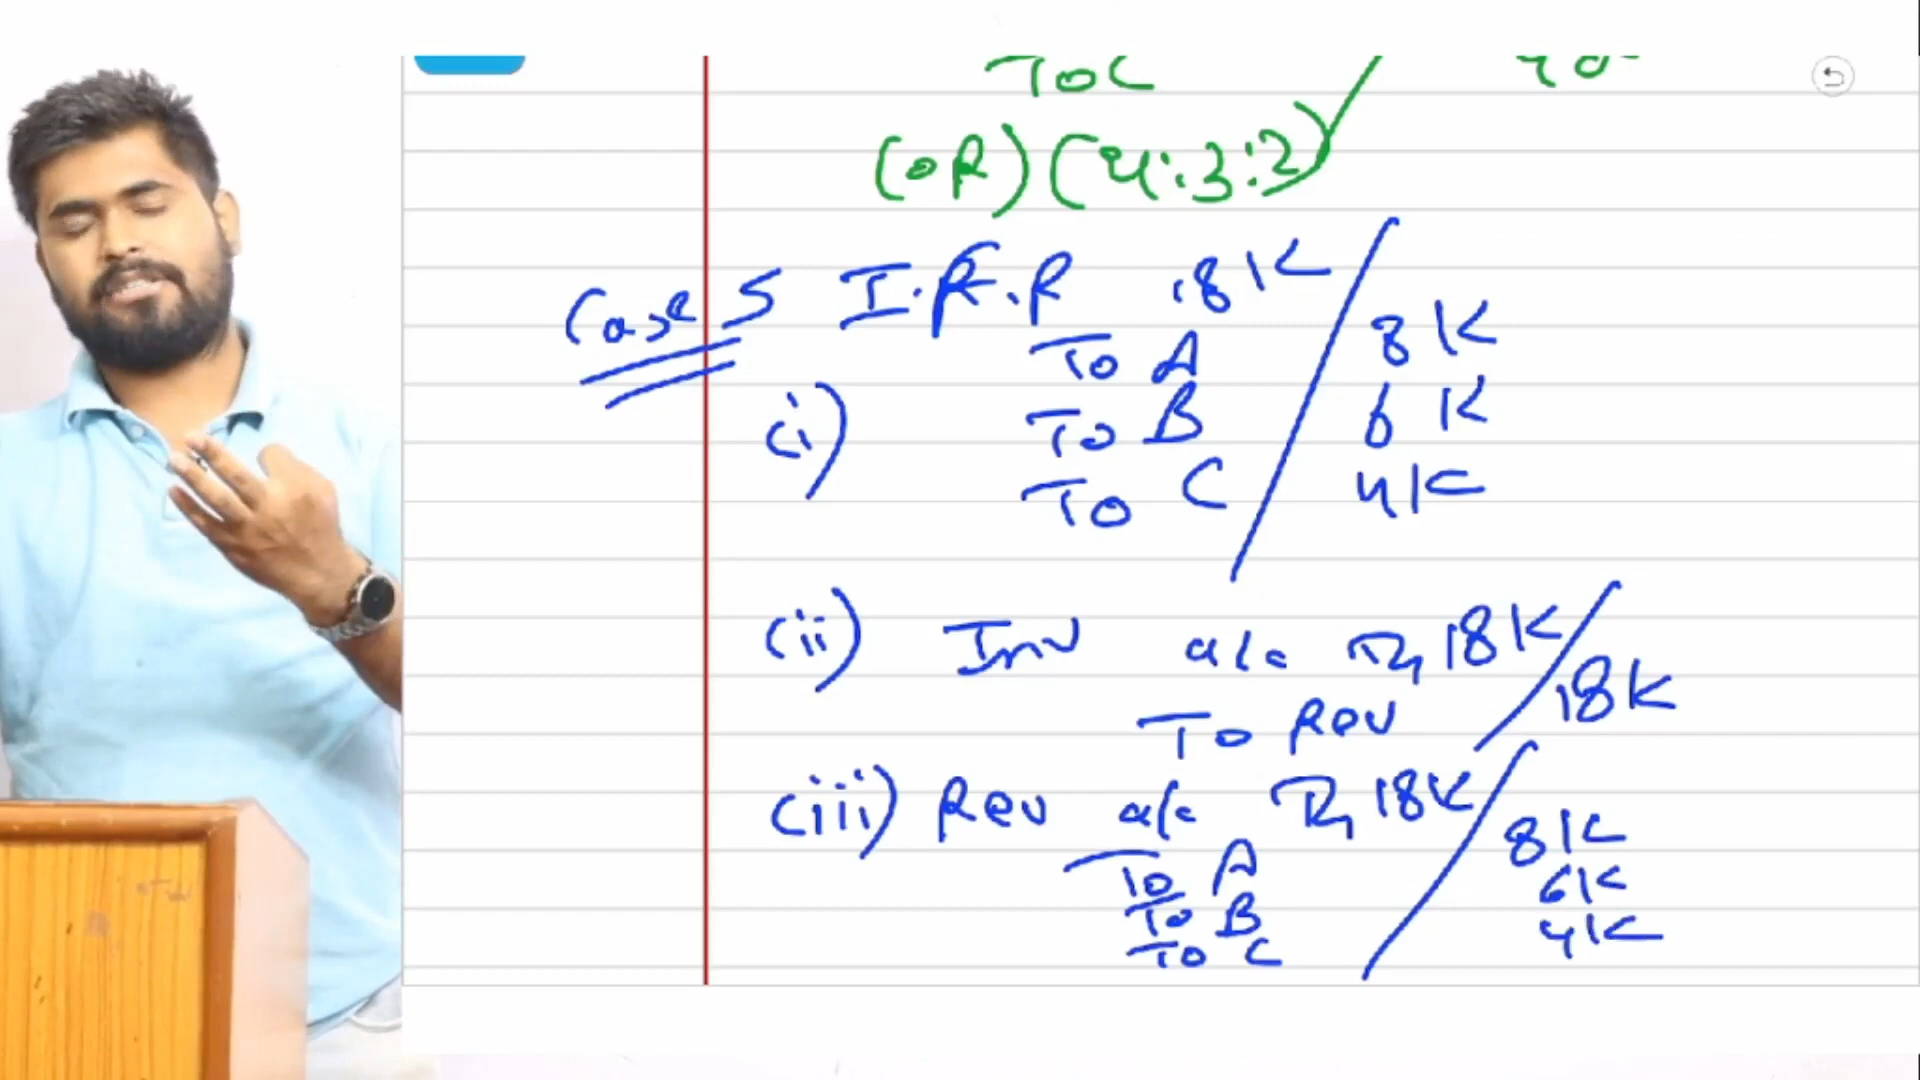 To C
(OR) (4:3:2)
Case 5 I.F.R 18K
To A 8K
(i) To B 6K
To C 4K
(ii) Inv a/c Dr 18K
To Rev 18K
(iii) Rev a/c Dr 18K
To A 8K
To B 6K
To C 4K